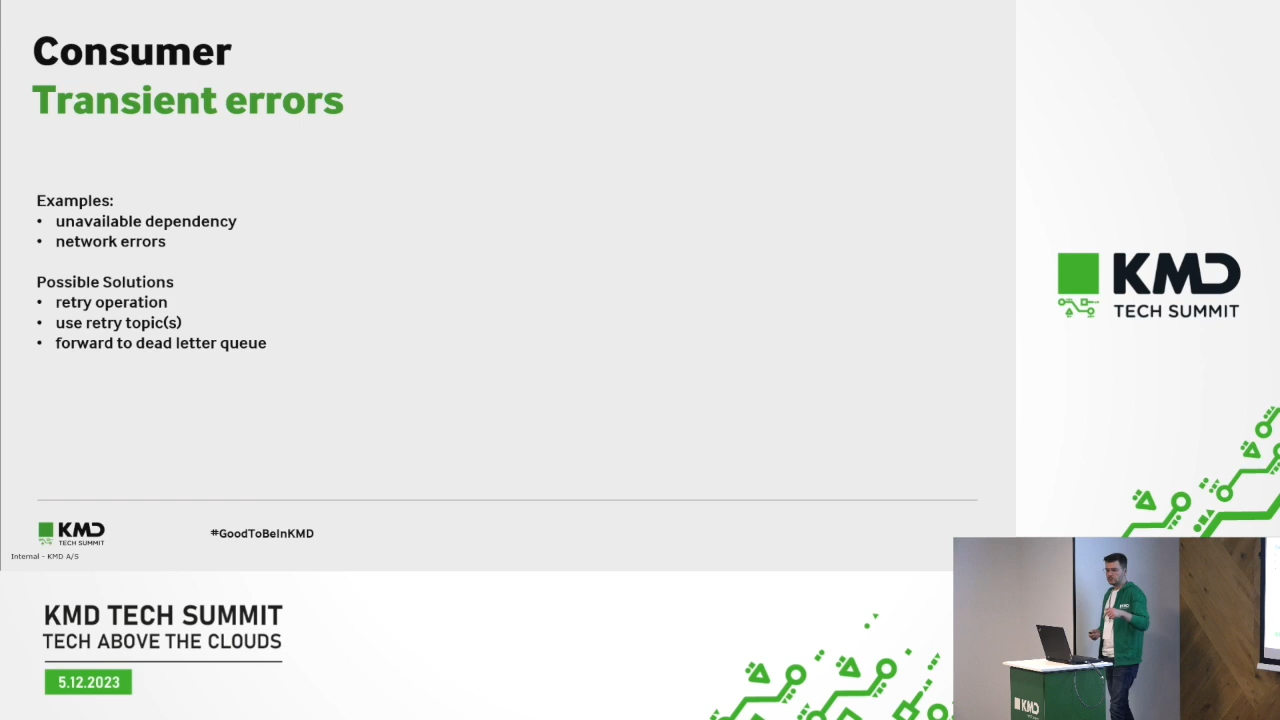 Consumer
Transient errors
Examples:
• unavailable dependency
• network errors
Possible Solutions
• retry operation
• use retry topic(s)
• forward to dead letter queue
KMD
TECH SUMMIT
KMD
TECH SUMMIT
#GoodToBeInKMD
Internal - KMD A/S
KMD TECH SUMMIT
TECH ABOVE THE CLOUDS
5.12.2023
KMD
KMD